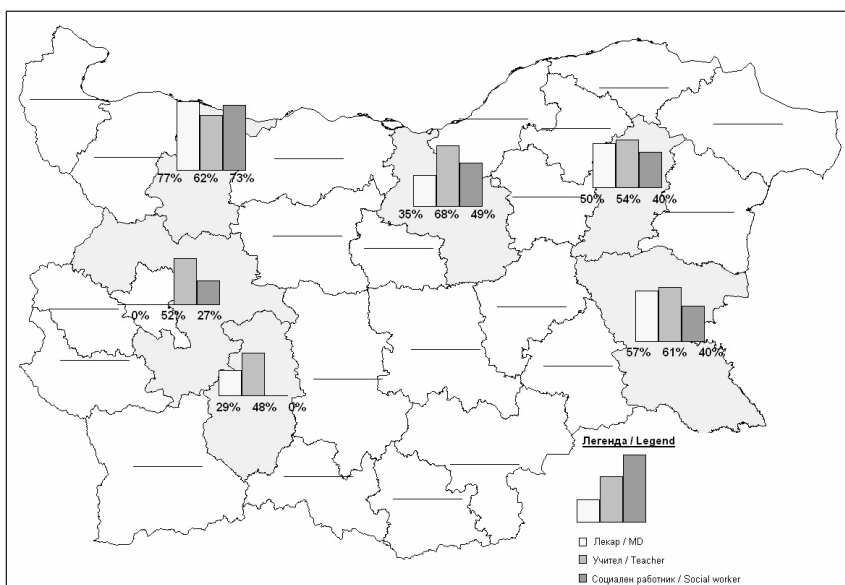 77% 62% 73%
35% 68% 49%
50% 54% 40%
0% 52% 27%
57% 61% 40%
29% 48% 0%
Легенда / Legend
Лекар / MD
Учител / Teacher
Социален работник / Social worker